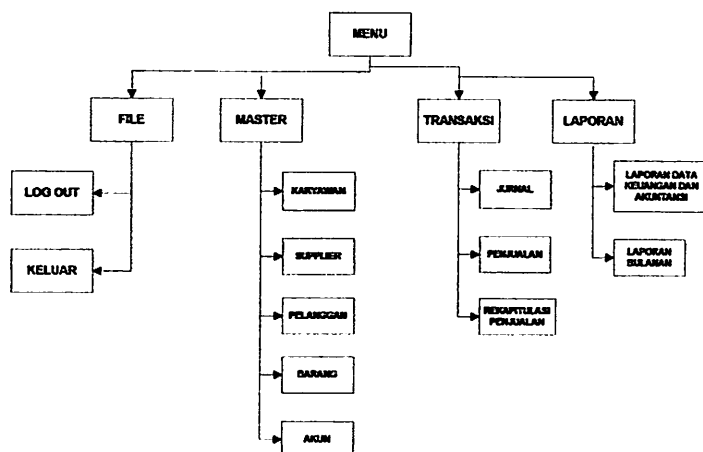 MENU
FILE
MASTER
TRANSAKSI
LAPORAN
LOG OUT
KELUAR
KARYAWAN
SUPPLIER
PELANGGAN
BARANG
AKUN
JURNAL
PENJUALAN
REKAPITULASI
PENJUALAN
LAPORAN DATA
KEUANGAN DAN
AKUNTANSI
LAPORAN
BULANAN